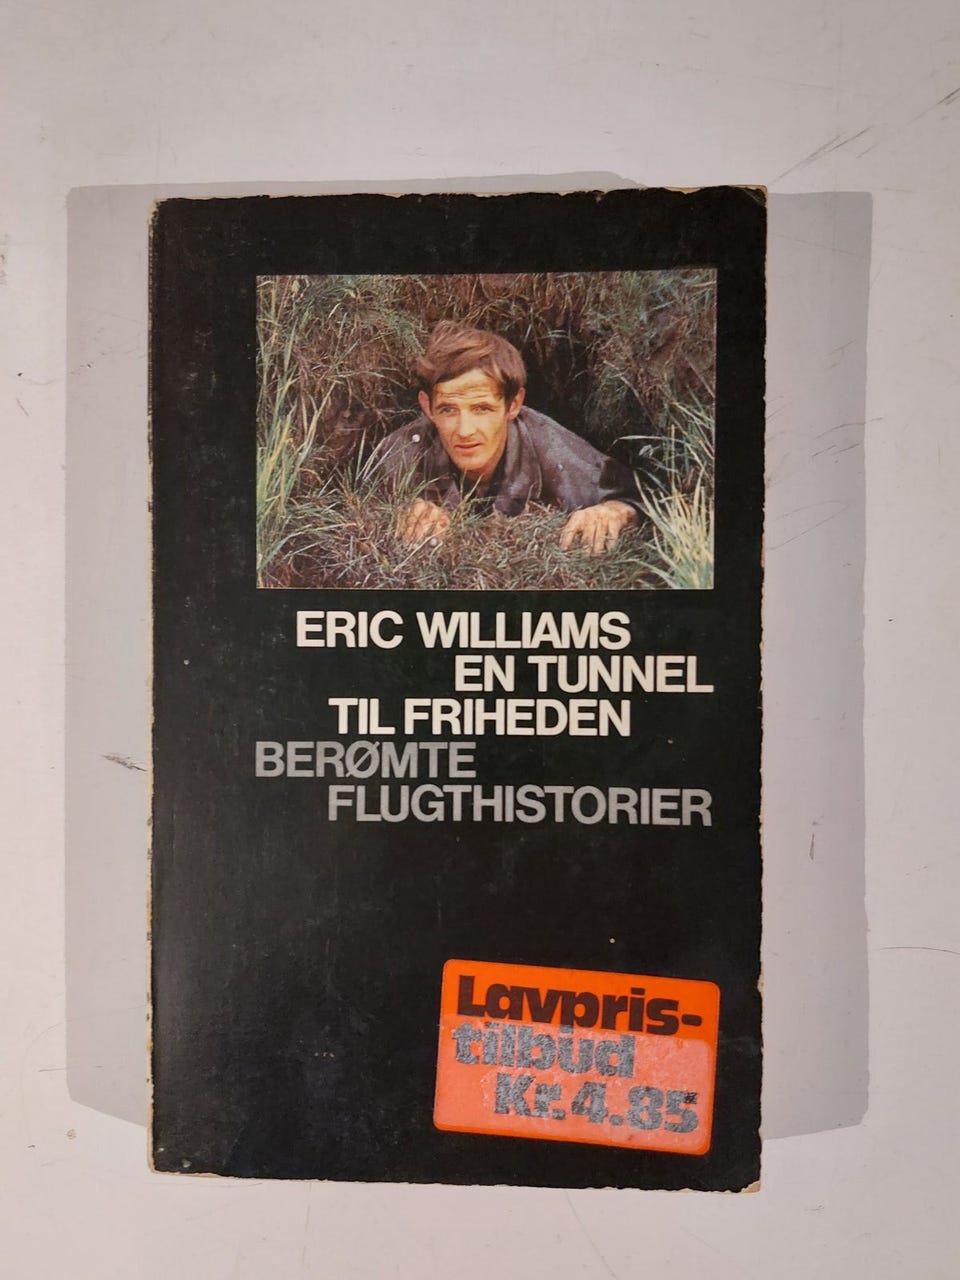 ERIC WILLIAMS
EN TUNNEL
TIL FRIHEDEN
BERØMTE
FLUGTHISTORIER
Lavpris-
tilbud
Kr. 4.85